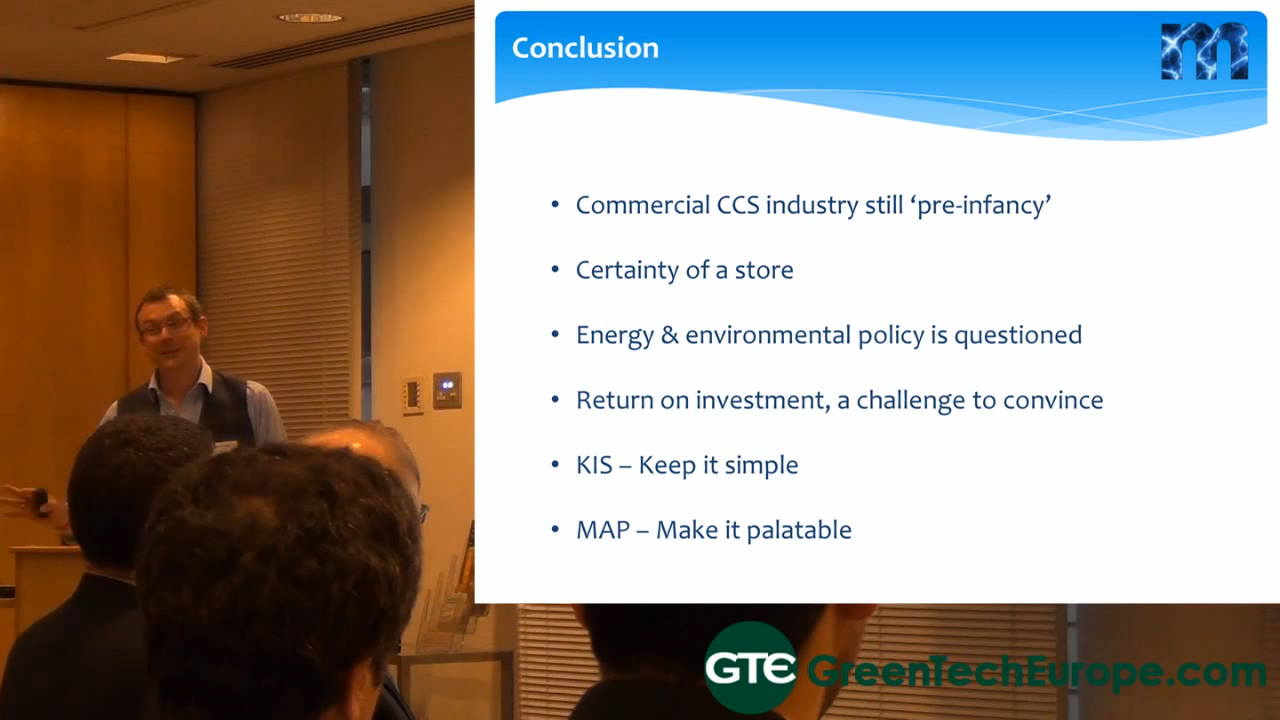 Conclusion
m
• Commercial CCS industry still ‘pre-infancy’
• Certainty of a store
• Energy & environmental policy is questioned
• Return on investment, a challenge to convince
• KIS – Keep it simple
• MAP – Make it palatable
GTE GreenTechEurope.com